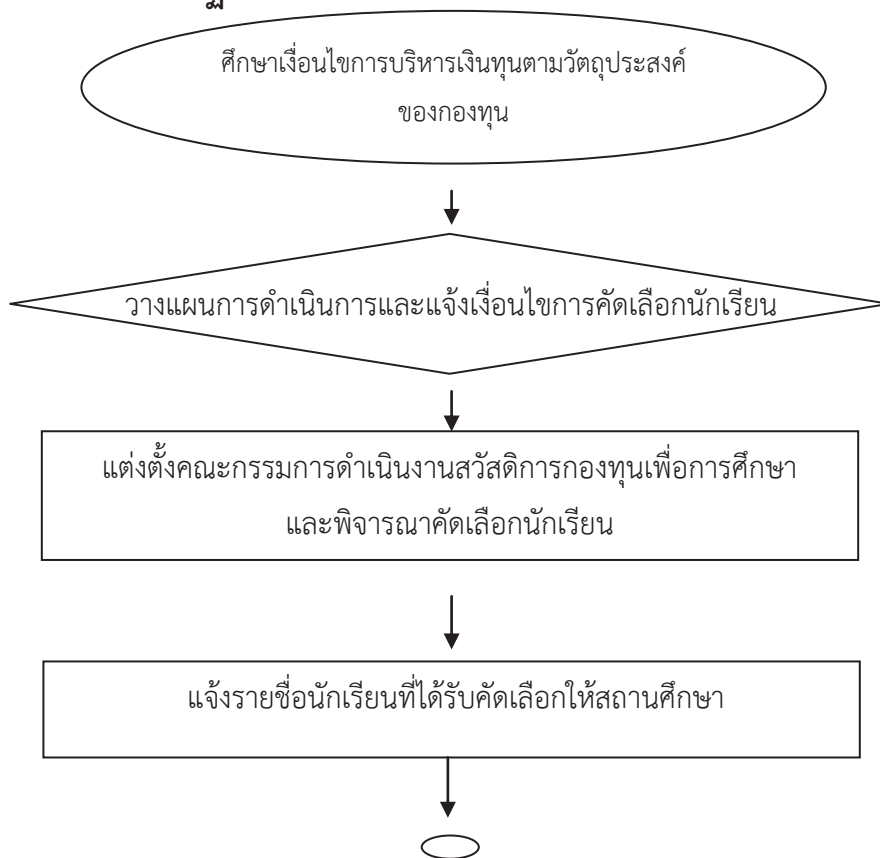 ศึกษาเงื่อนไขการบริหารเงินทุนตามวัตถุประสงค์
ของกองทุน
วางแผนการดำเนินการและแจ้งเงื่อนไขการคัดเลือกนักเรียน
แต่งตั้งคณะกรรมการดำเนินงานสวัสดิการกองทุนเพื่อการศึกษา
และพิจารณาคัดเลือกนักเรียน
แจ้งรายชื่อนักเรียนที่ได้รับคัดเลือกให้สถานศึกษา